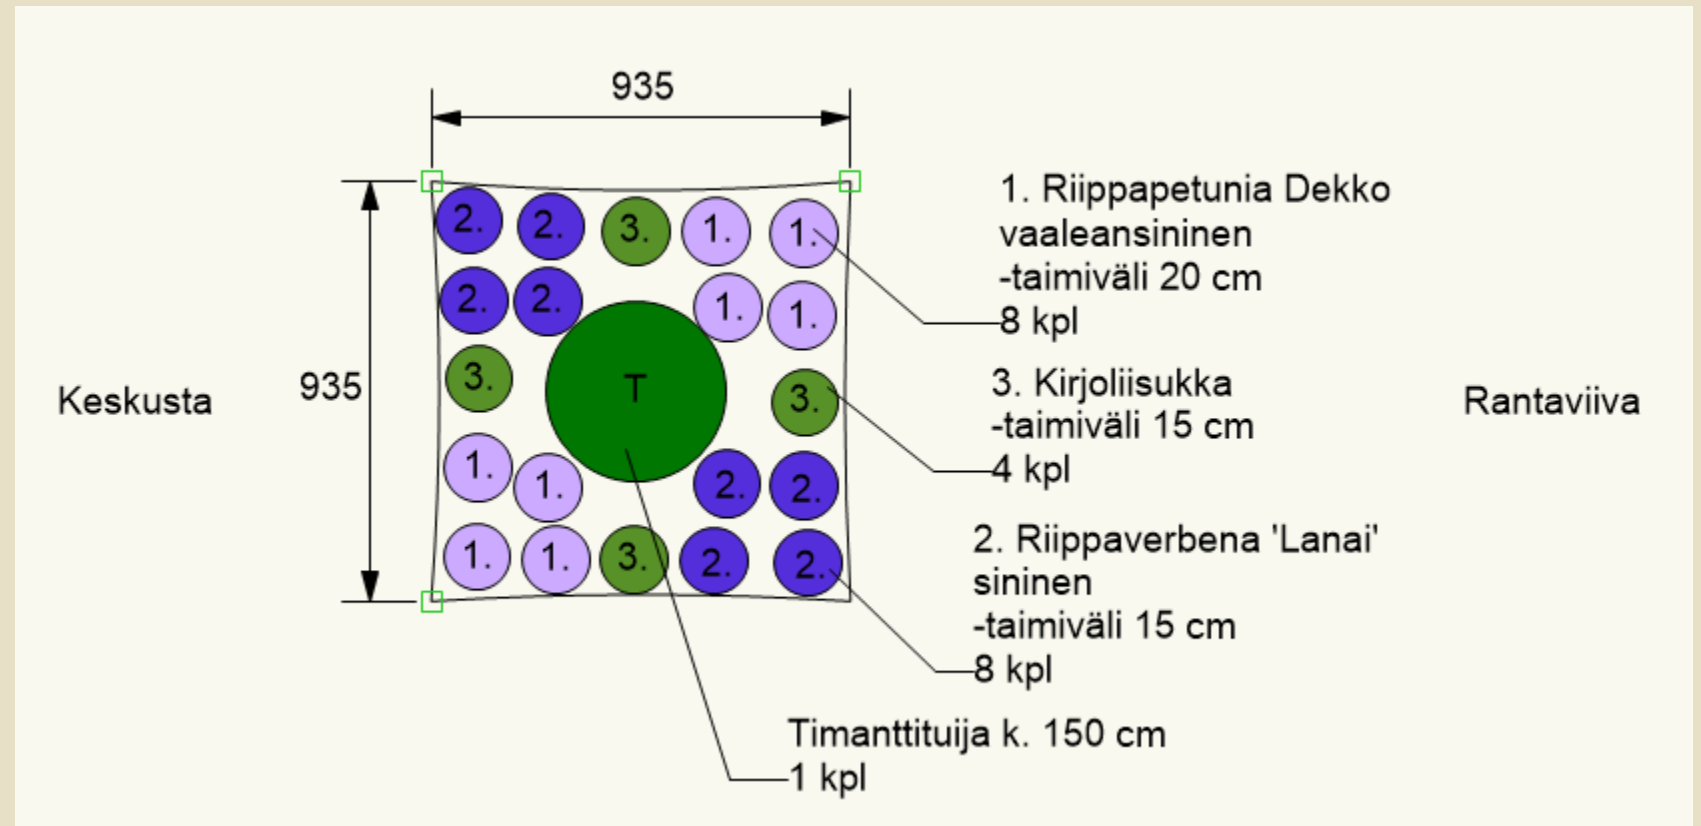 935
1. Riippapetunia Dekko
vaaleansininen
-taimiväli 20 cm
8 kpl
2. 2. 3. 1. 1.
2. 2. 1. 1.
935
Keskusta
3. T 3.
3. Kirjoliisukka
-taimiväli 15 cm
4 kpl
Rantaviiva
1. 1. 2. 2.
1. 1. 3. 2. 2.
2. Riippaverbena 'Lanai'
sininen
-taimiväli 15 cm
8 kpl
Timanttituija k. 150 cm
1 kpl